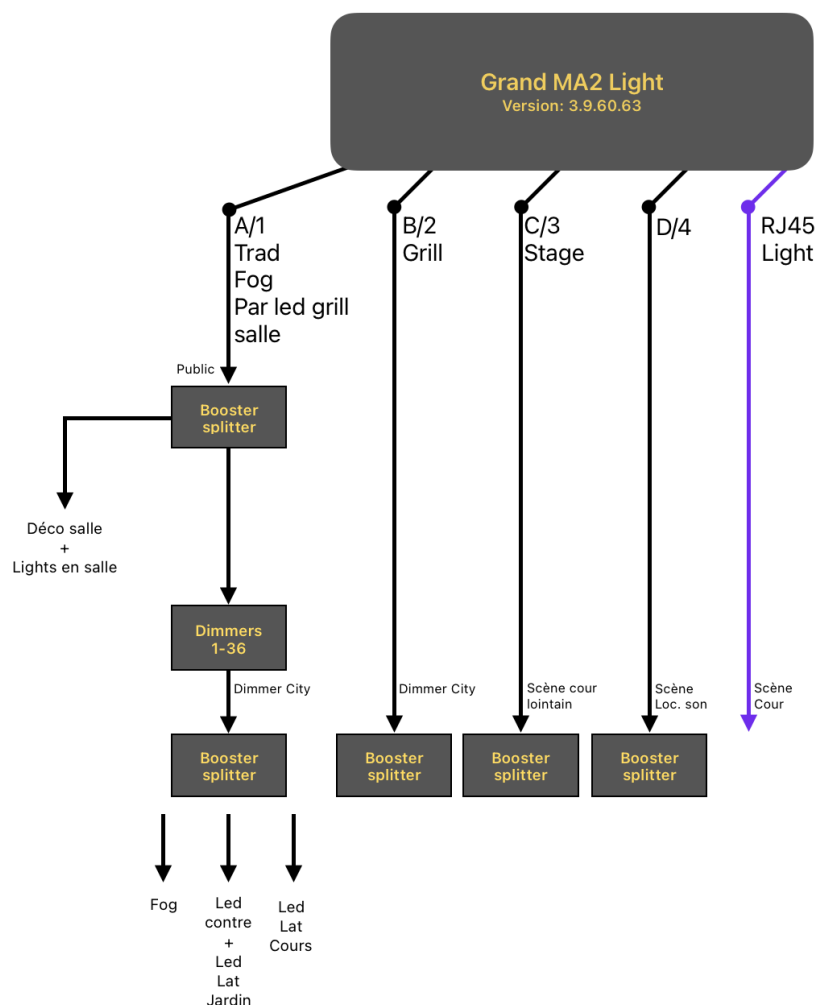 Grand MA2 Light
Version: 3.9.60.63
A/1
Trad
Fog
Par led grill
salle
B/2
Grill
C/3
Stage
D/4
RJ45
Light
Public
Booster
splitter
Déco salle
+
Lights en salle
Dimmers
1-36
Dimmer City
Dimmer City
Scène cour
lointain
Scène
Loc. son
Scène
Cour
Booster
splitter
Booster
splitter
Booster
splitter
Booster
splitter
Fog
Led
contre
+
Led
Lat
Jardin
Led
Lat
Cours